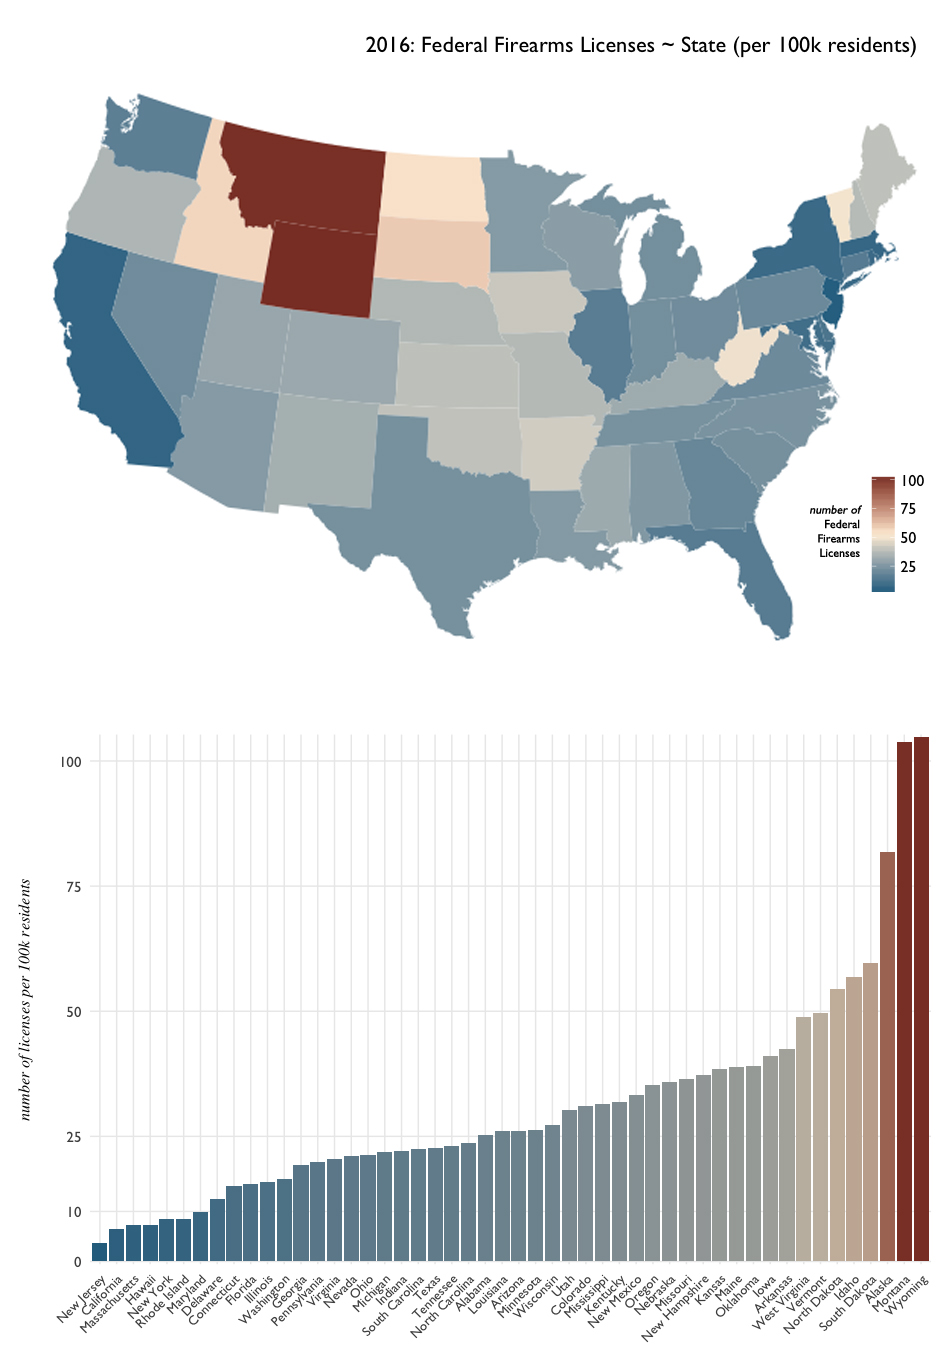 2016: Federal Firearms Licenses ~ State (per 100k residents)
number of
Federal
Firearms
Licenses
100
75
50
25
number of licenses per 100k residents
100
75
50
25
10
0
New Jersey
California
Massachusetts
Hawaii
New York
Rhode Island
Maryland
Delaware
Connecticut
Florida
Illinois
Washington
Georgia
Pennsylvania
Virginia
Nevada
Ohio
Michigan
Indiana
South Carolina
Texas
Tennessee
North Carolina
Alabama
Louisiana
Arizona
Minnesota
Wisconsin
Utah
Colorado
Mississippi
Kentucky
New Mexico
Oregon
Nebraska
Missouri
New Hampshire
Kansas
Maine
Oklahoma
Iowa
Arkansas
West Virginia
Vermont
North Dakota
Idaho
South Dakota
Alaska
Montana
Wyoming